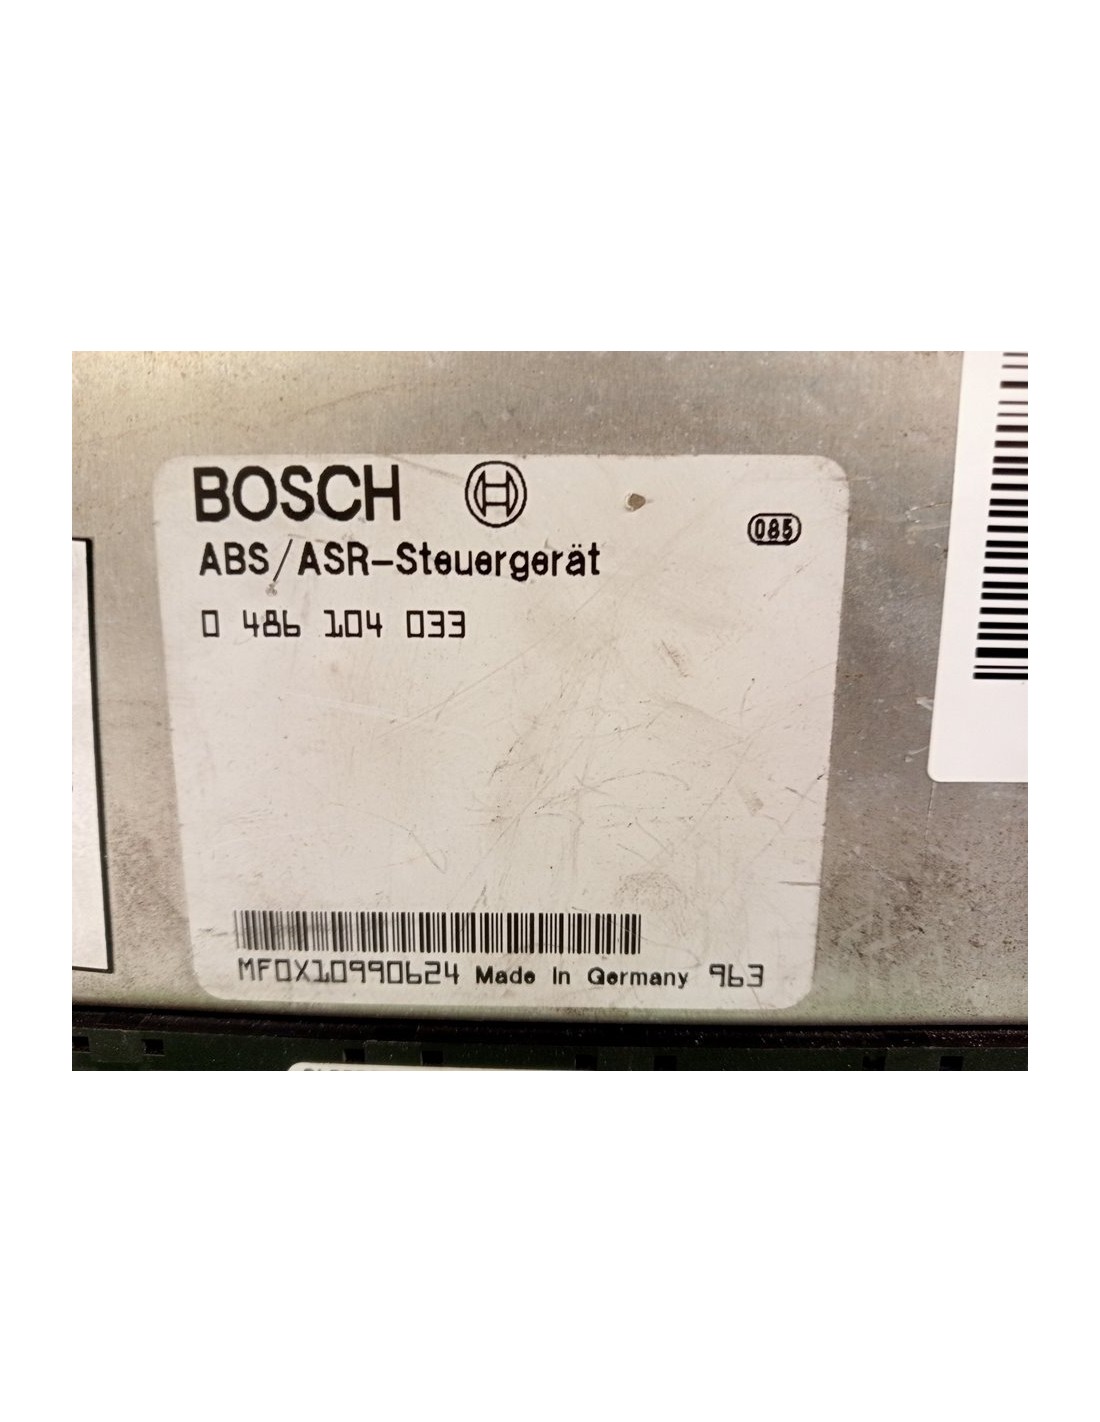 BOSCH
085
ABS/ASR-Steuergerät
0 486 104 033
MF0X10990624 Made In Germany 963